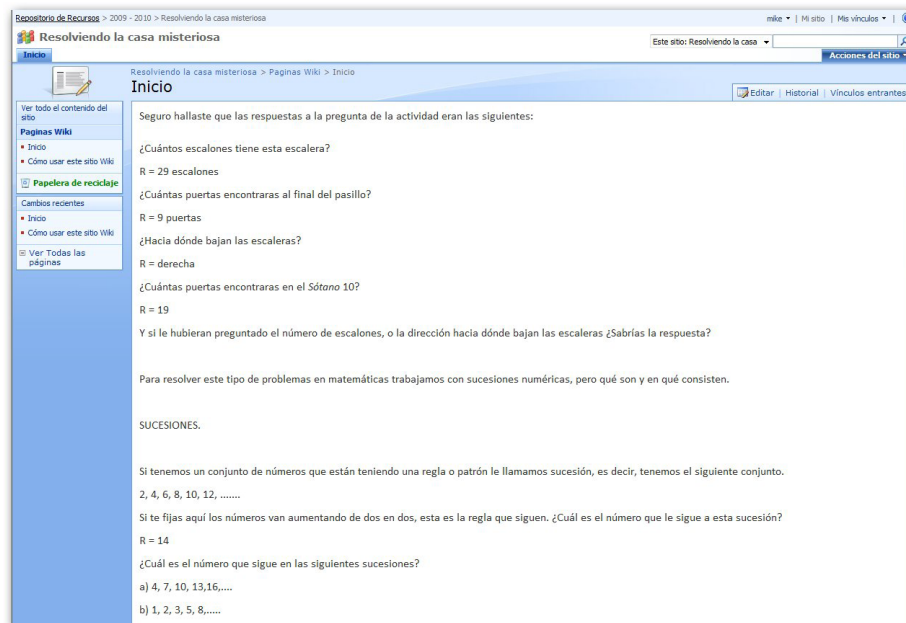 Repositorio de Recursos > 2009 - 2010 > Resolviendo la casa misteriosa
mike | Mi sitio | Mis vínculos |
Resolviendo la casa misteriosa
Este sitio: Resolviendo la casa
Inicio
Acciones del sitio
Resolviendo la casa misteriosa > Paginas Wiki > Inicio
Inicio
Editar | Historial | Vínculos entrantes
Ver todo el contenido del
sitio
Paginas Wiki
Inicio
Cómo usar este sitio Wiki
Papelera de reciclaje
Cambios recientes
Inicio
Cómo usar este sitio Wiki
Ver Todas las
páginas
Seguro hallaste que las respuestas a la pregunta de la actividad eran las siguientes:
¿Cuántos escalones tiene esta escalera?
R = 29 escalones
¿Cuántas puertas encontraras al final del pasillo?
R = 9 puertas
¿Hacia dónde bajan las escaleras?
R = derecha
¿Cuántas puertas encontraras en el Sótano 10?
R = 19
Y si le hubieran preguntado el número de escalones, o la dirección hacia dónde bajan las escaleras ¿Sabrías la respuesta?
Para resolver este tipo de problemas en matemáticas trabajamos con sucesiones numéricas, pero qué son y en qué consisten.
SUCESIONES.
Si tenemos un conjunto de números que están teniendo una regla o patrón le llamamos sucesión, es decir, tenemos el siguiente conjunto.
2, 4, 6, 8, 10, 12, .......
Si te fijas aquí los números van aumentando de dos en dos, esta es la regla que siguen. ¿Cuál es el número que le sigue a esta sucesión?
R = 14
¿Cuál es el número que sigue en las siguientes sucesiones?
a) 4, 7, 10, 13,16,....
b) 1, 2, 3, 5, 8,.....